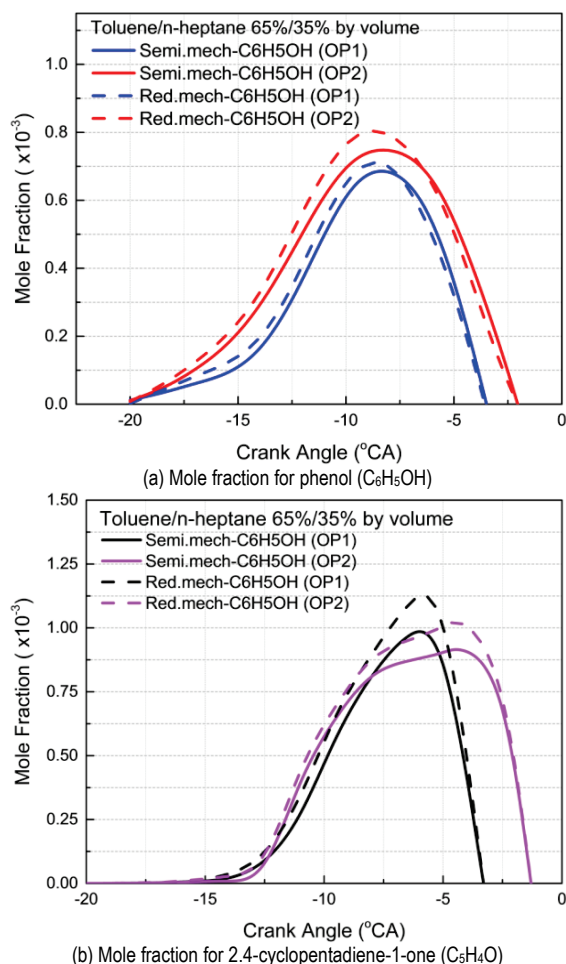 Toluene/n-heptane 65%/35% by volume
Semi.mech-C6H5OH (OP1)
Semi.mech-C6H5OH (OP2)
Red.mech-C6H5OH (OP1)
Red.mech-C6H5OH (OP2)
Mole Fraction ( x10⁻³)
1.0
0.8
0.6
0.4
0.2
0.0
-20
-15
-10
-5
0
Crank Angle (°CA)
(a) Mole fraction for phenol (C₆H₅OH)
Toluene/n-heptane 65%/35% by volume
Semi.mech-C6H5OH (OP1)
Semi.mech-C6H5OH (OP2)
Red.mech-C6H5OH (OP1)
Red.mech-C6H5OH (OP2)
Mole Fraction ( x10⁻³)
1.50
1.25
1.00
0.75
0.50
0.25
0.00
-20
-15
-10
-5
0
Crank Angle (°CA)
(b) Mole fraction for 2.4-cyclopentadiene-1-one (C₅H₄O)